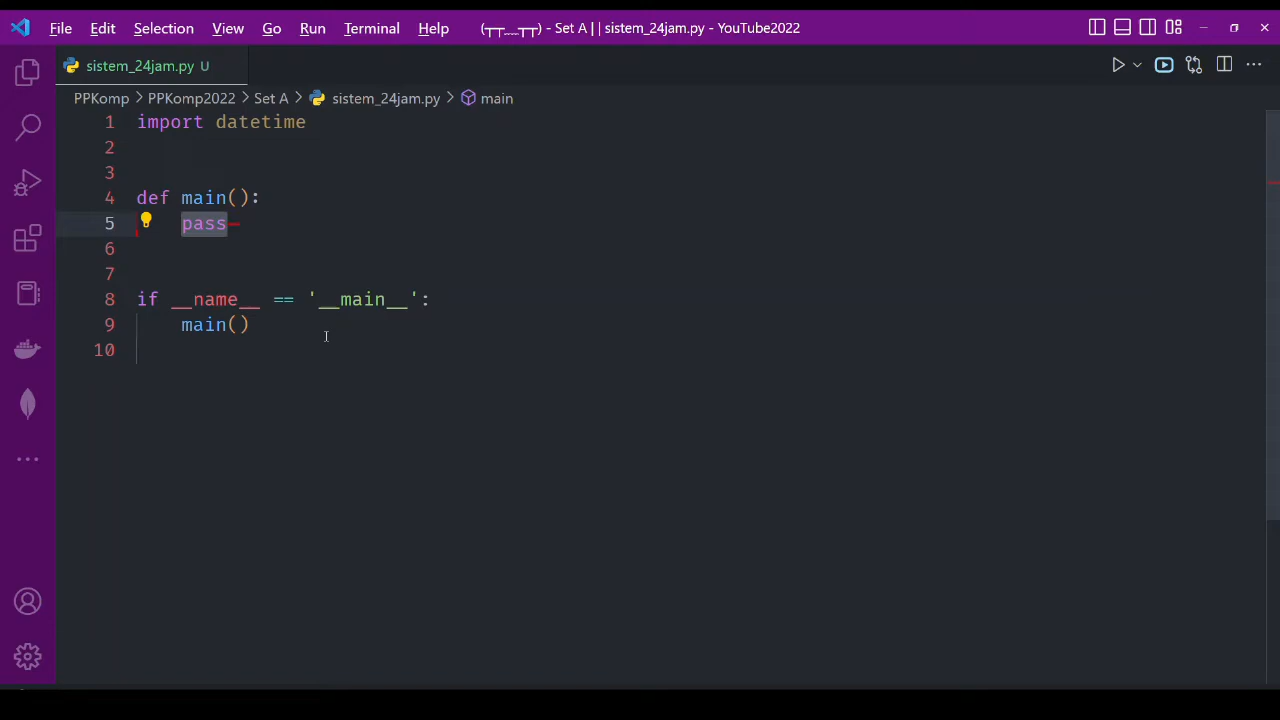 File Edit Selection View Go Run Terminal Help (┬┬﹏┬┬) - Set A | | sistem_24jam.py - YouTube2022
sistem_24jam.py U
PPKomp > PPKomp2022 > Set A > sistem_24jam.py > main
1 import datetime
2
3
4 def main():
5     pass
6
7
8 if __name__ == '__main__':
9     main()
10